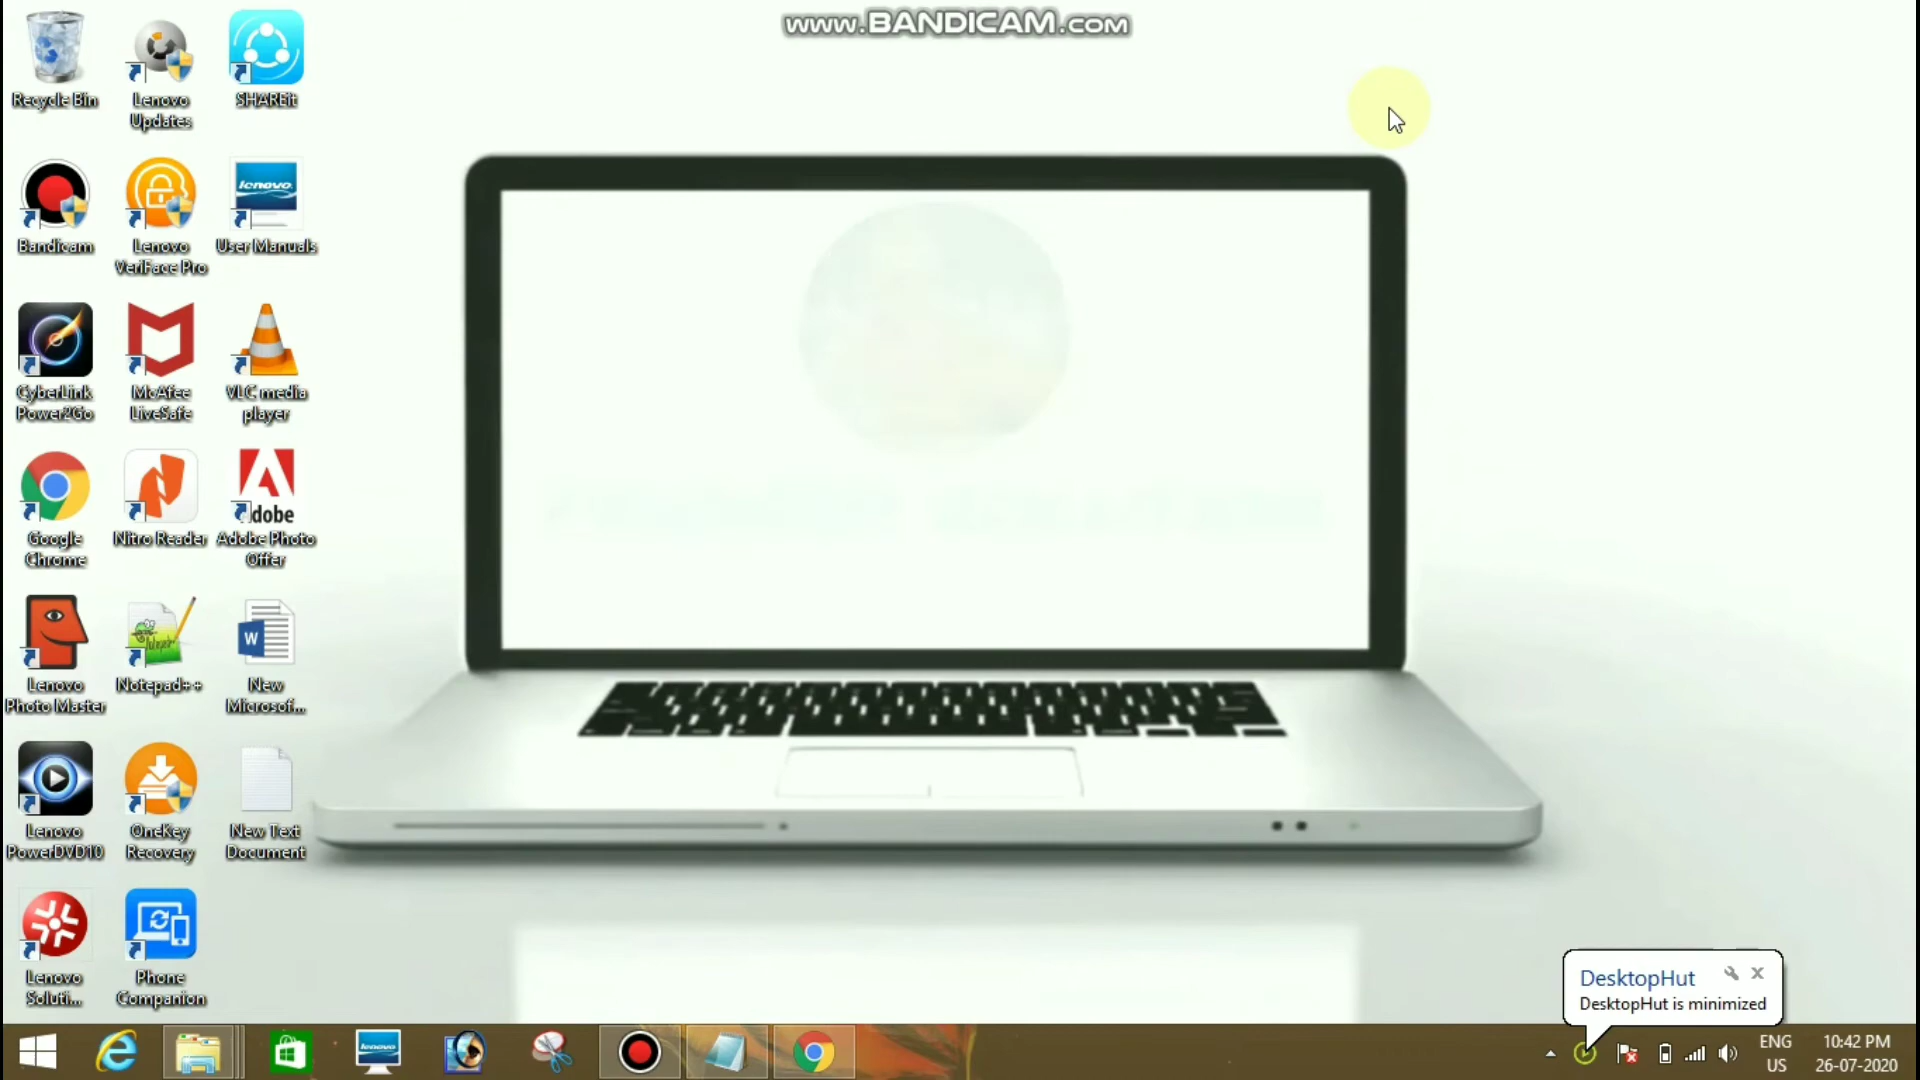 www.BANDICAM.com
Recycle Bin
Lenovo
Updates
SHAREit
Bandicam
Lenovo
VeriFace Pro
lenovo
User Manuals
CyberLink
Power2Go
McAfee
LiveSafe
VLC media
player
Google
Chrome
Nitro Reader
Adobe
Adobe Photo
Offer
Lenovo
Photo Master
Notepad++
W
New
Microsof...
Lenovo
PowerDVD10
OneKey
Recovery
New Text
Document
Lenovo
Soluti...
Phone
Companion
DesktopHut
DesktopHut is minimized
lenovo
ENG
US
10:42 PM
26-07-2020